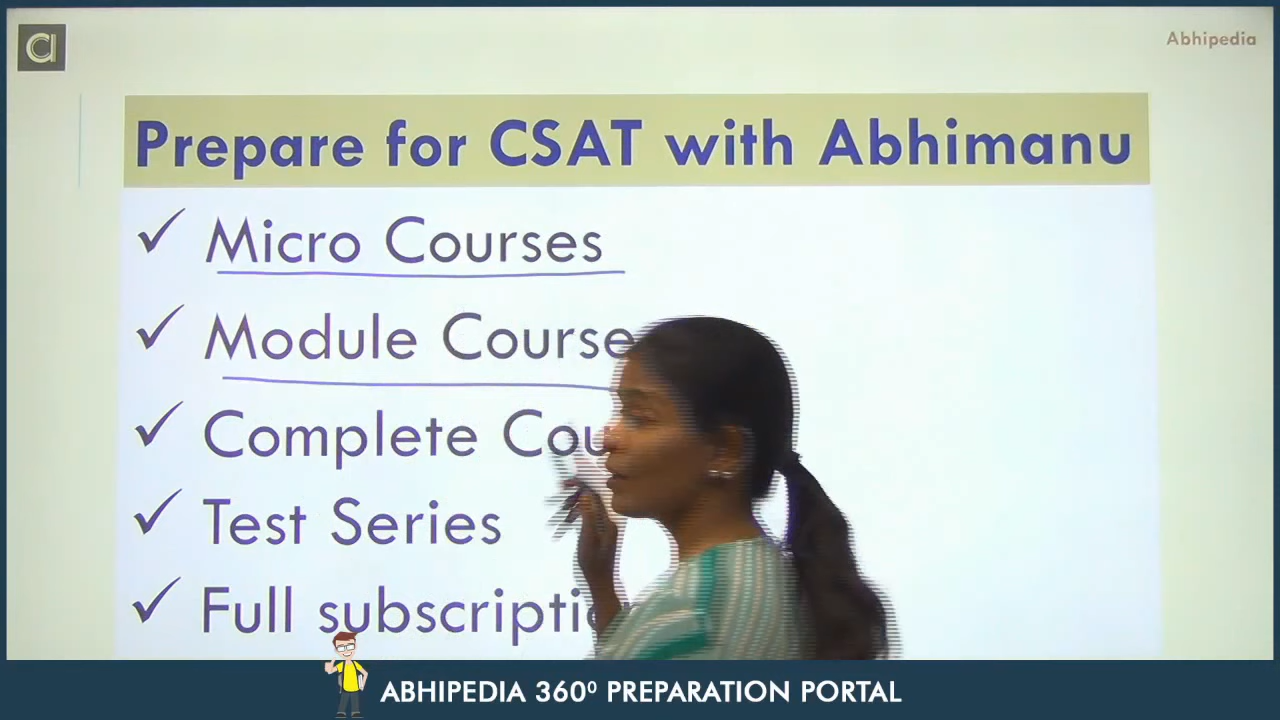 Abhipedia
Prepare for CSAT with Abhimanu
✓ Micro Courses
✓ Module Course
✓ Complete
✓ Test Series
✓ Full
ABHIPEDIA 360⁰ PREPARATION PORTAL